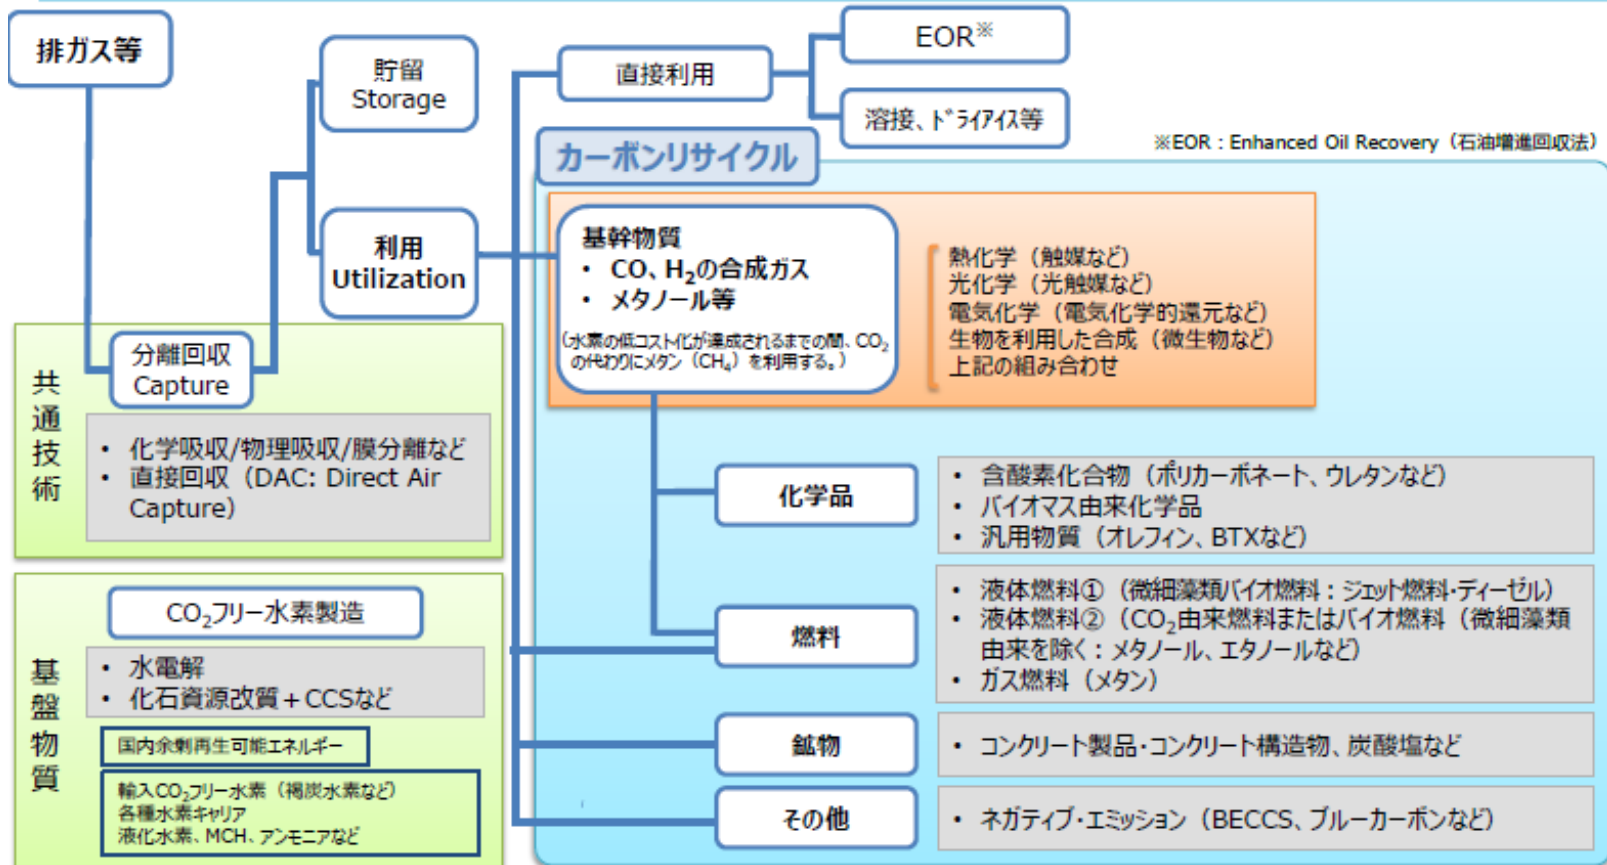 排ガス等
貯留
Storage
利用
Utilization
直接利用
EOR※
溶接、ドライアイス等
※EOR：Enhanced Oil Recovery（石油増進回収法）
カーボンリサイクル
基幹物質
・ CO、H₂の合成ガス
・ メタノール等
（水素の低コスト化が達成されるまでの間、CO₂
の代わりにメタン（CH₄）を利用する。）
熱化学（触媒など）
光化学（光触媒など）
電気化学（電気化学的還元など）
生物を利用した合成（微生物など）
上記の組み合わせ
共通技術
分離回収
Capture
・ 化学吸収/物理吸収/膜分離など
・ 直接回収（DAC: Direct Air
Capture）
基盤物質
CO₂フリー水素製造
・ 水電解
・ 化石資源改質＋CCSなど
国内余剰再生可能エネルギー
輸入CO₂フリー水素（褐炭水素など）
各種水素キャリア
液化水素、MCH、アンモニアなど
化学品
・ 含酸素化合物（ポリカーボネート、ウレタンなど）
・ バイオマス由来化学品
・ 汎用物質（オレフィン、BTXなど）
燃料
・ 液体燃料①（微細藻類バイオ燃料：ジェット燃料・ディーゼル）
・ 液体燃料②（CO₂由来燃料またはバイオ燃料（微細藻類
由来を除く：メタノール、エタノールなど）
・ ガス燃料（メタン）
鉱物
・ コンクリート製品・コンクリート構造物、炭酸塩など
その他
・ ネガティブ・エミッション（BECCS、ブルーカーボンなど）